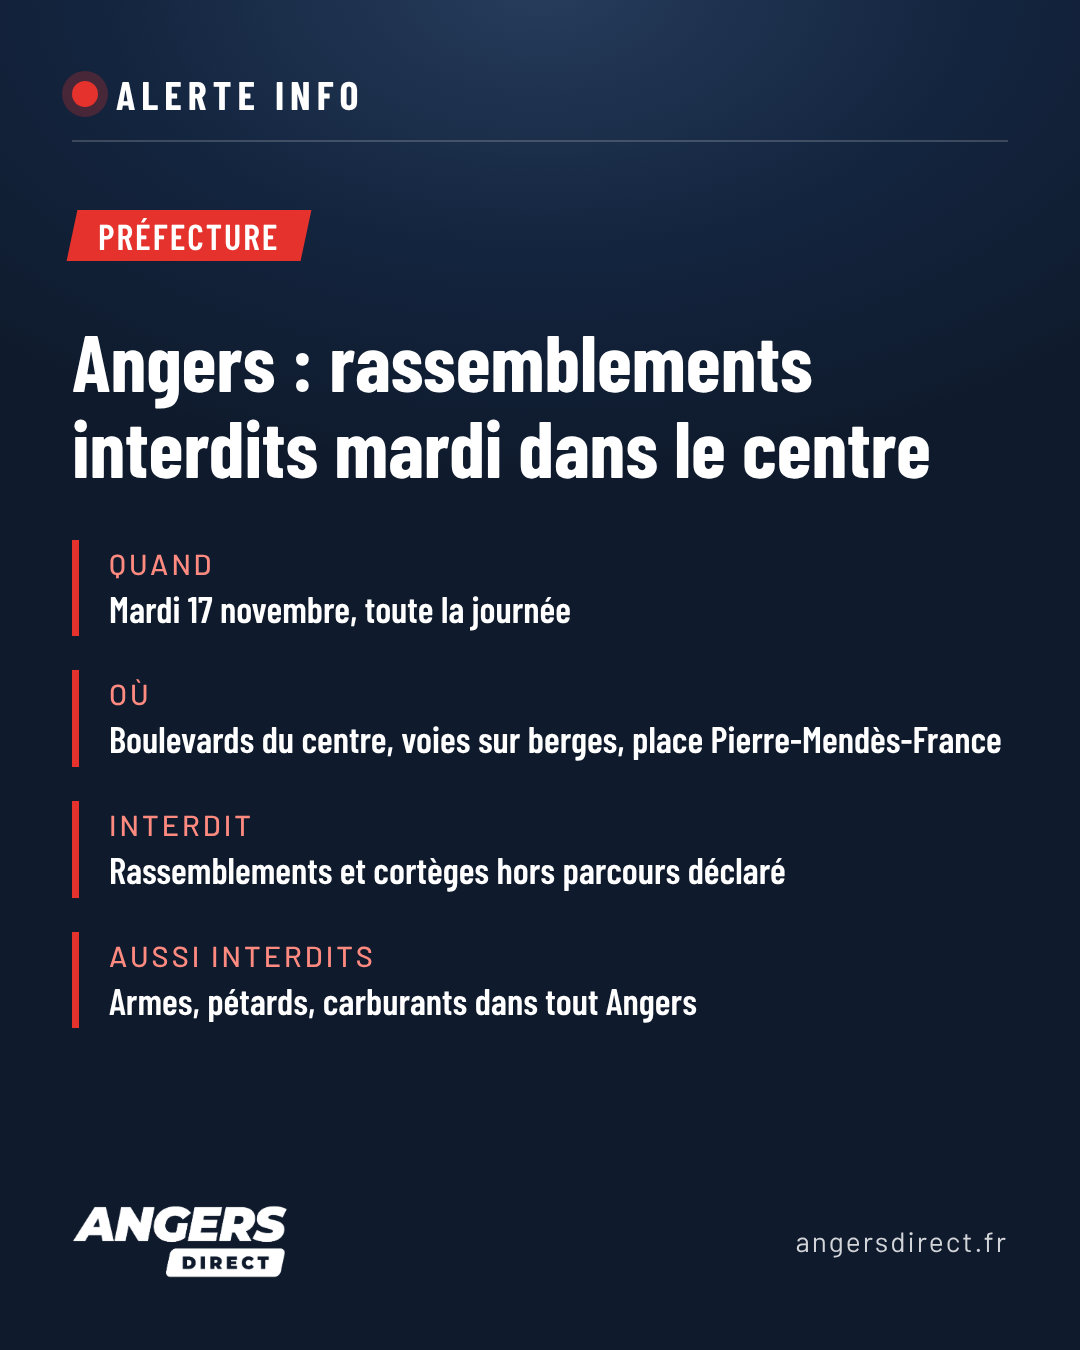 ALERTE INFO
PRÉFECTURE
Angers : rassemblements
interdits mardi dans le centre
QUAND
Mardi 17 novembre, toute la journée
OÙ
Boulevards du centre, voies sur berges, place Pierre-Mendès-France
INTERDIT
Rassemblements et cortèges hors parcours déclaré
AUSSI INTERDITS
Armes, pétards, carburants dans tout Angers
ANGERS
DIRECT
angersdirect.fr